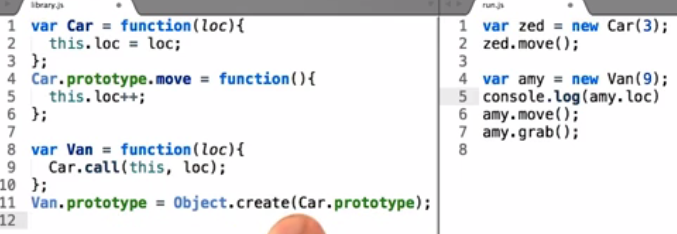 library.js
var Car = function(loc){
this.loc = loc;
};
Car.prototype.move = function(){
this.loc++;
};
var Van = function(loc){
Car.call(this, loc);
};
Van.prototype = Object.create(Car.prototype);
1
2
3
4
5
6
7
8
9
10
11
12
run.js
var zed = new Car(3);
zed.move();
var amy = new Van(9);
console.log(amy.loc)
amy.move();
amy.grab();
1
2
3
4
5
6
7
8